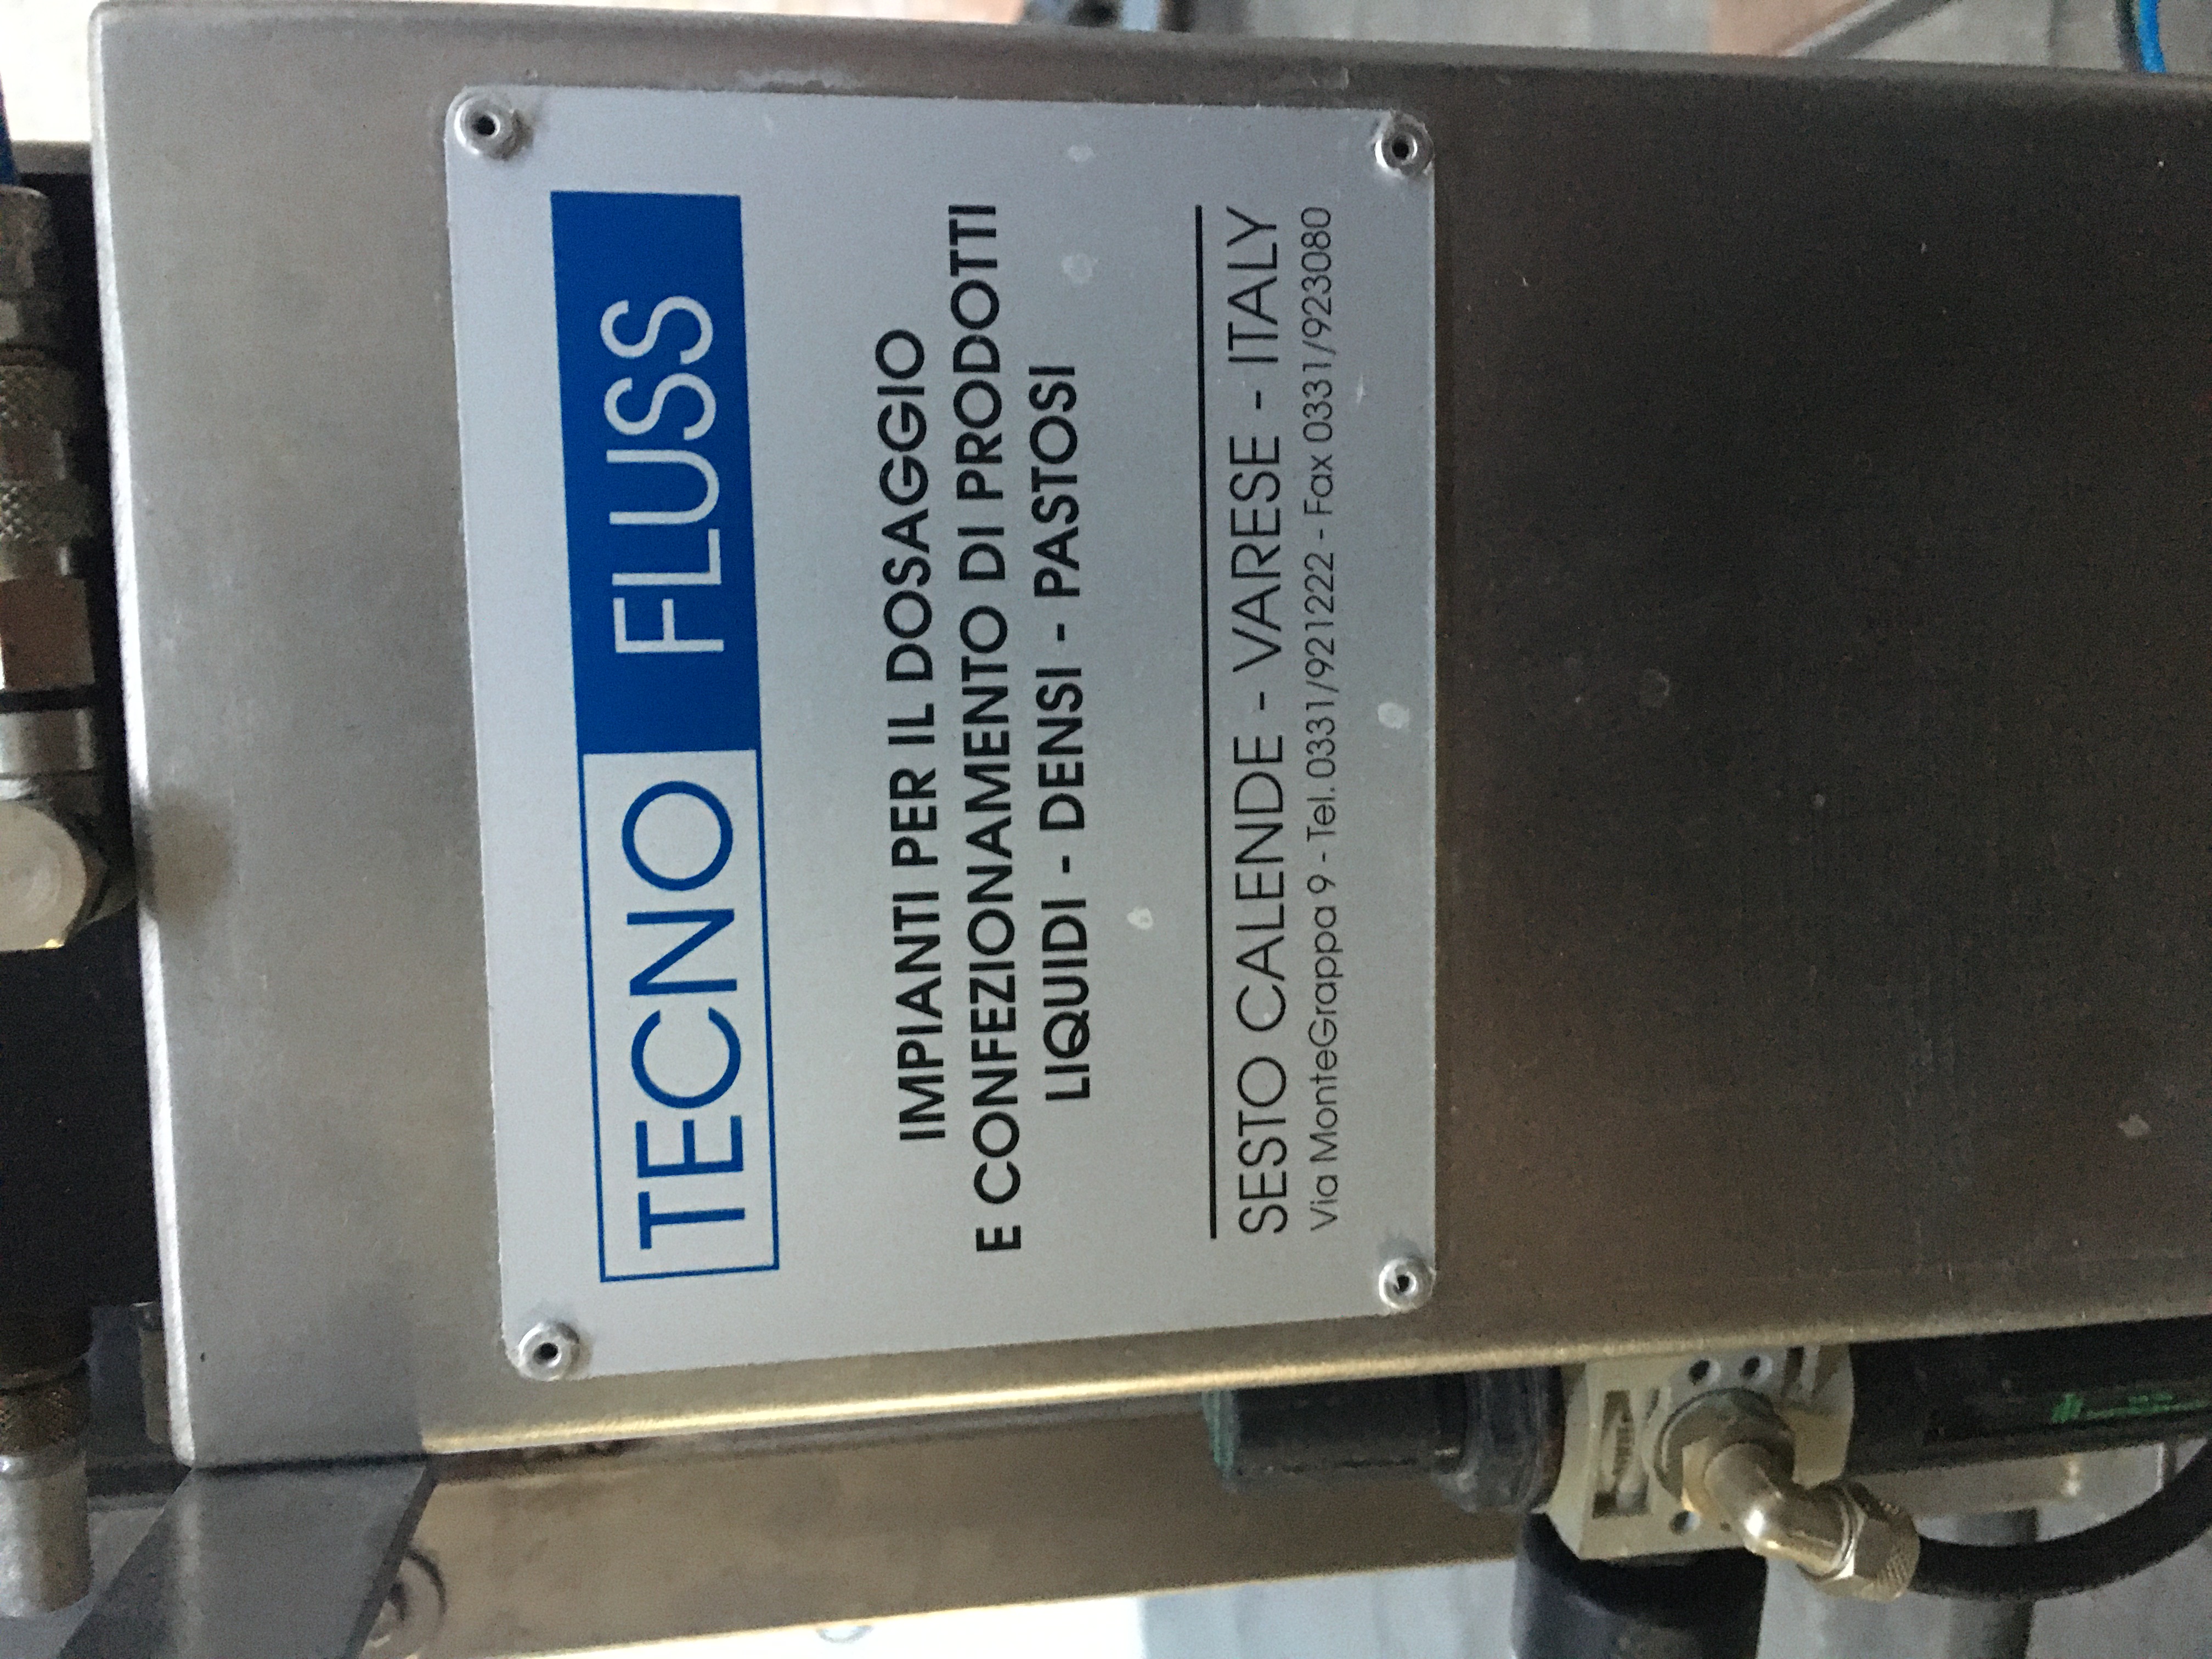 TECNO FLUSS
IMPIANTI PER IL DOSAGGIO
E CONFEZIONAMENTO DI PRODOTTI
LIQUIDI - DENSI - PASTOSI
SESTO CALENDE - VARESE - ITALY
Via MonteGrappa 9 - Tel. 0331/921222 - Fax 0331/923080